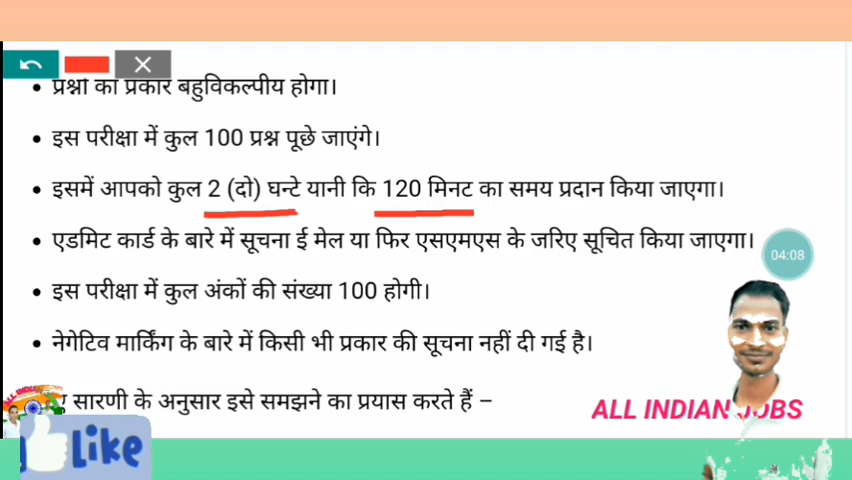 प्रश्नों का प्रकार बहुविकल्पीय होगा।
इस परीक्षा में कुल 100 प्रश्न पूछे जाएंगे।
इसमें आपको कुल 2 (दो) घन्टे यानी कि 120 मिनट का समय प्रदान किया जाएगा।
एडमिट कार्ड के बारे में सूचना ई मेल या फिर एसएमएस के जरिए सूचित किया जाएगा।
04:08
इस परीक्षा में कुल अंकों की संख्या 100 होगी।
नेगेटिव मार्किंग के बारे में किसी भी प्रकार की सूचना नहीं दी गई है।
सारणी के अनुसार इसे समझने का प्रयास करते हैं –
ALL INDIAN JOBS
Like